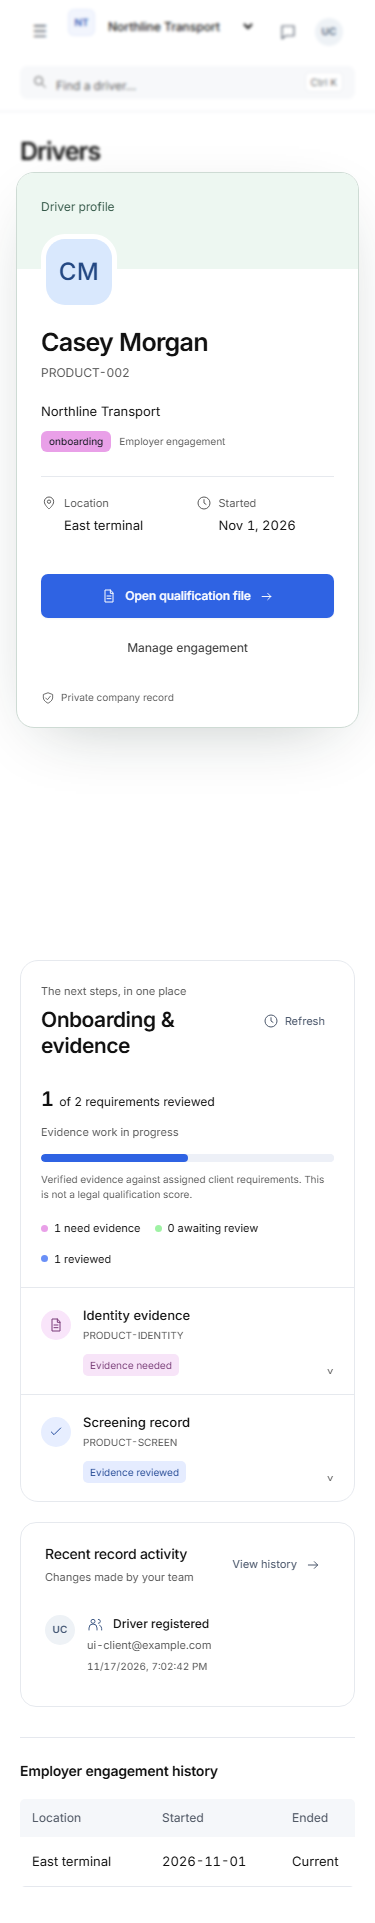 NT
Northline Transport
UC
Find a driver...
Ctrl K
Drivers
Driver profile
CM
Casey Morgan
PRODUCT-002
Northline Transport
onboarding Employer engagement
Location Started
East terminal Nov 1, 2026
Open qualification file →
Manage engagement
Private company record
The next steps, in one place
Onboarding &
evidence
Refresh
1 of 2 requirements reviewed
Evidence work in progress
Verified evidence against assigned client requirements. This
is not a legal qualification score.
1 need evidence 0 awaiting review
1 reviewed
Identity evidence
PRODUCT-IDENTITY
Evidence needed
v
Screening record
PRODUCT-SCREEN
Evidence reviewed
v
Recent record activity
View history →
Changes made by your team
UC
Driver registered
ui-client@example.com
11/17/2026, 7:02:42 PM
Employer engagement history
Location Started Ended
East terminal 2026-11-01 Current